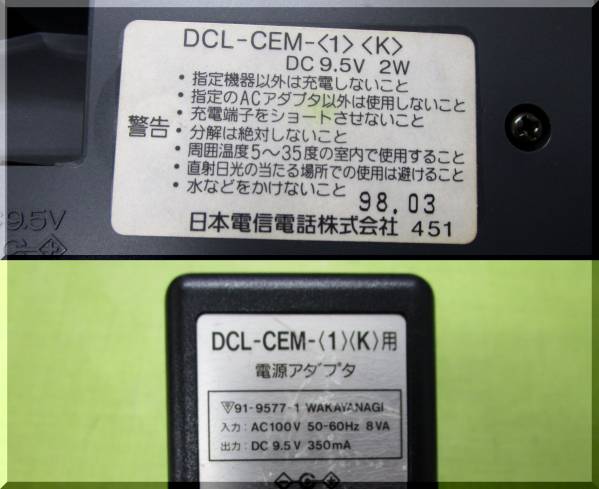 DCL-CEM-〈1〉〈K〉
DC 9.5V 2W
警告
・指定機器以外は充電しないこと
・指定のACアダプタ以外は使用しないこと
・充電端子をショートさせないこと
・分解は絶対しないこと
・周囲温度5～35度の室内で使用すること
・直射日光の当たる場所での使用は避けること
・水などをかけないこと
98.03
日本電信電話株式会社 451
C9.5V
DCL-CEM-〈1〉〈K〉用
電源アダプタ
91-9577-1 WAKAYANAGI
入力：AC100V 50-60Hz 8VA
出力：DC 9.5V 350mA